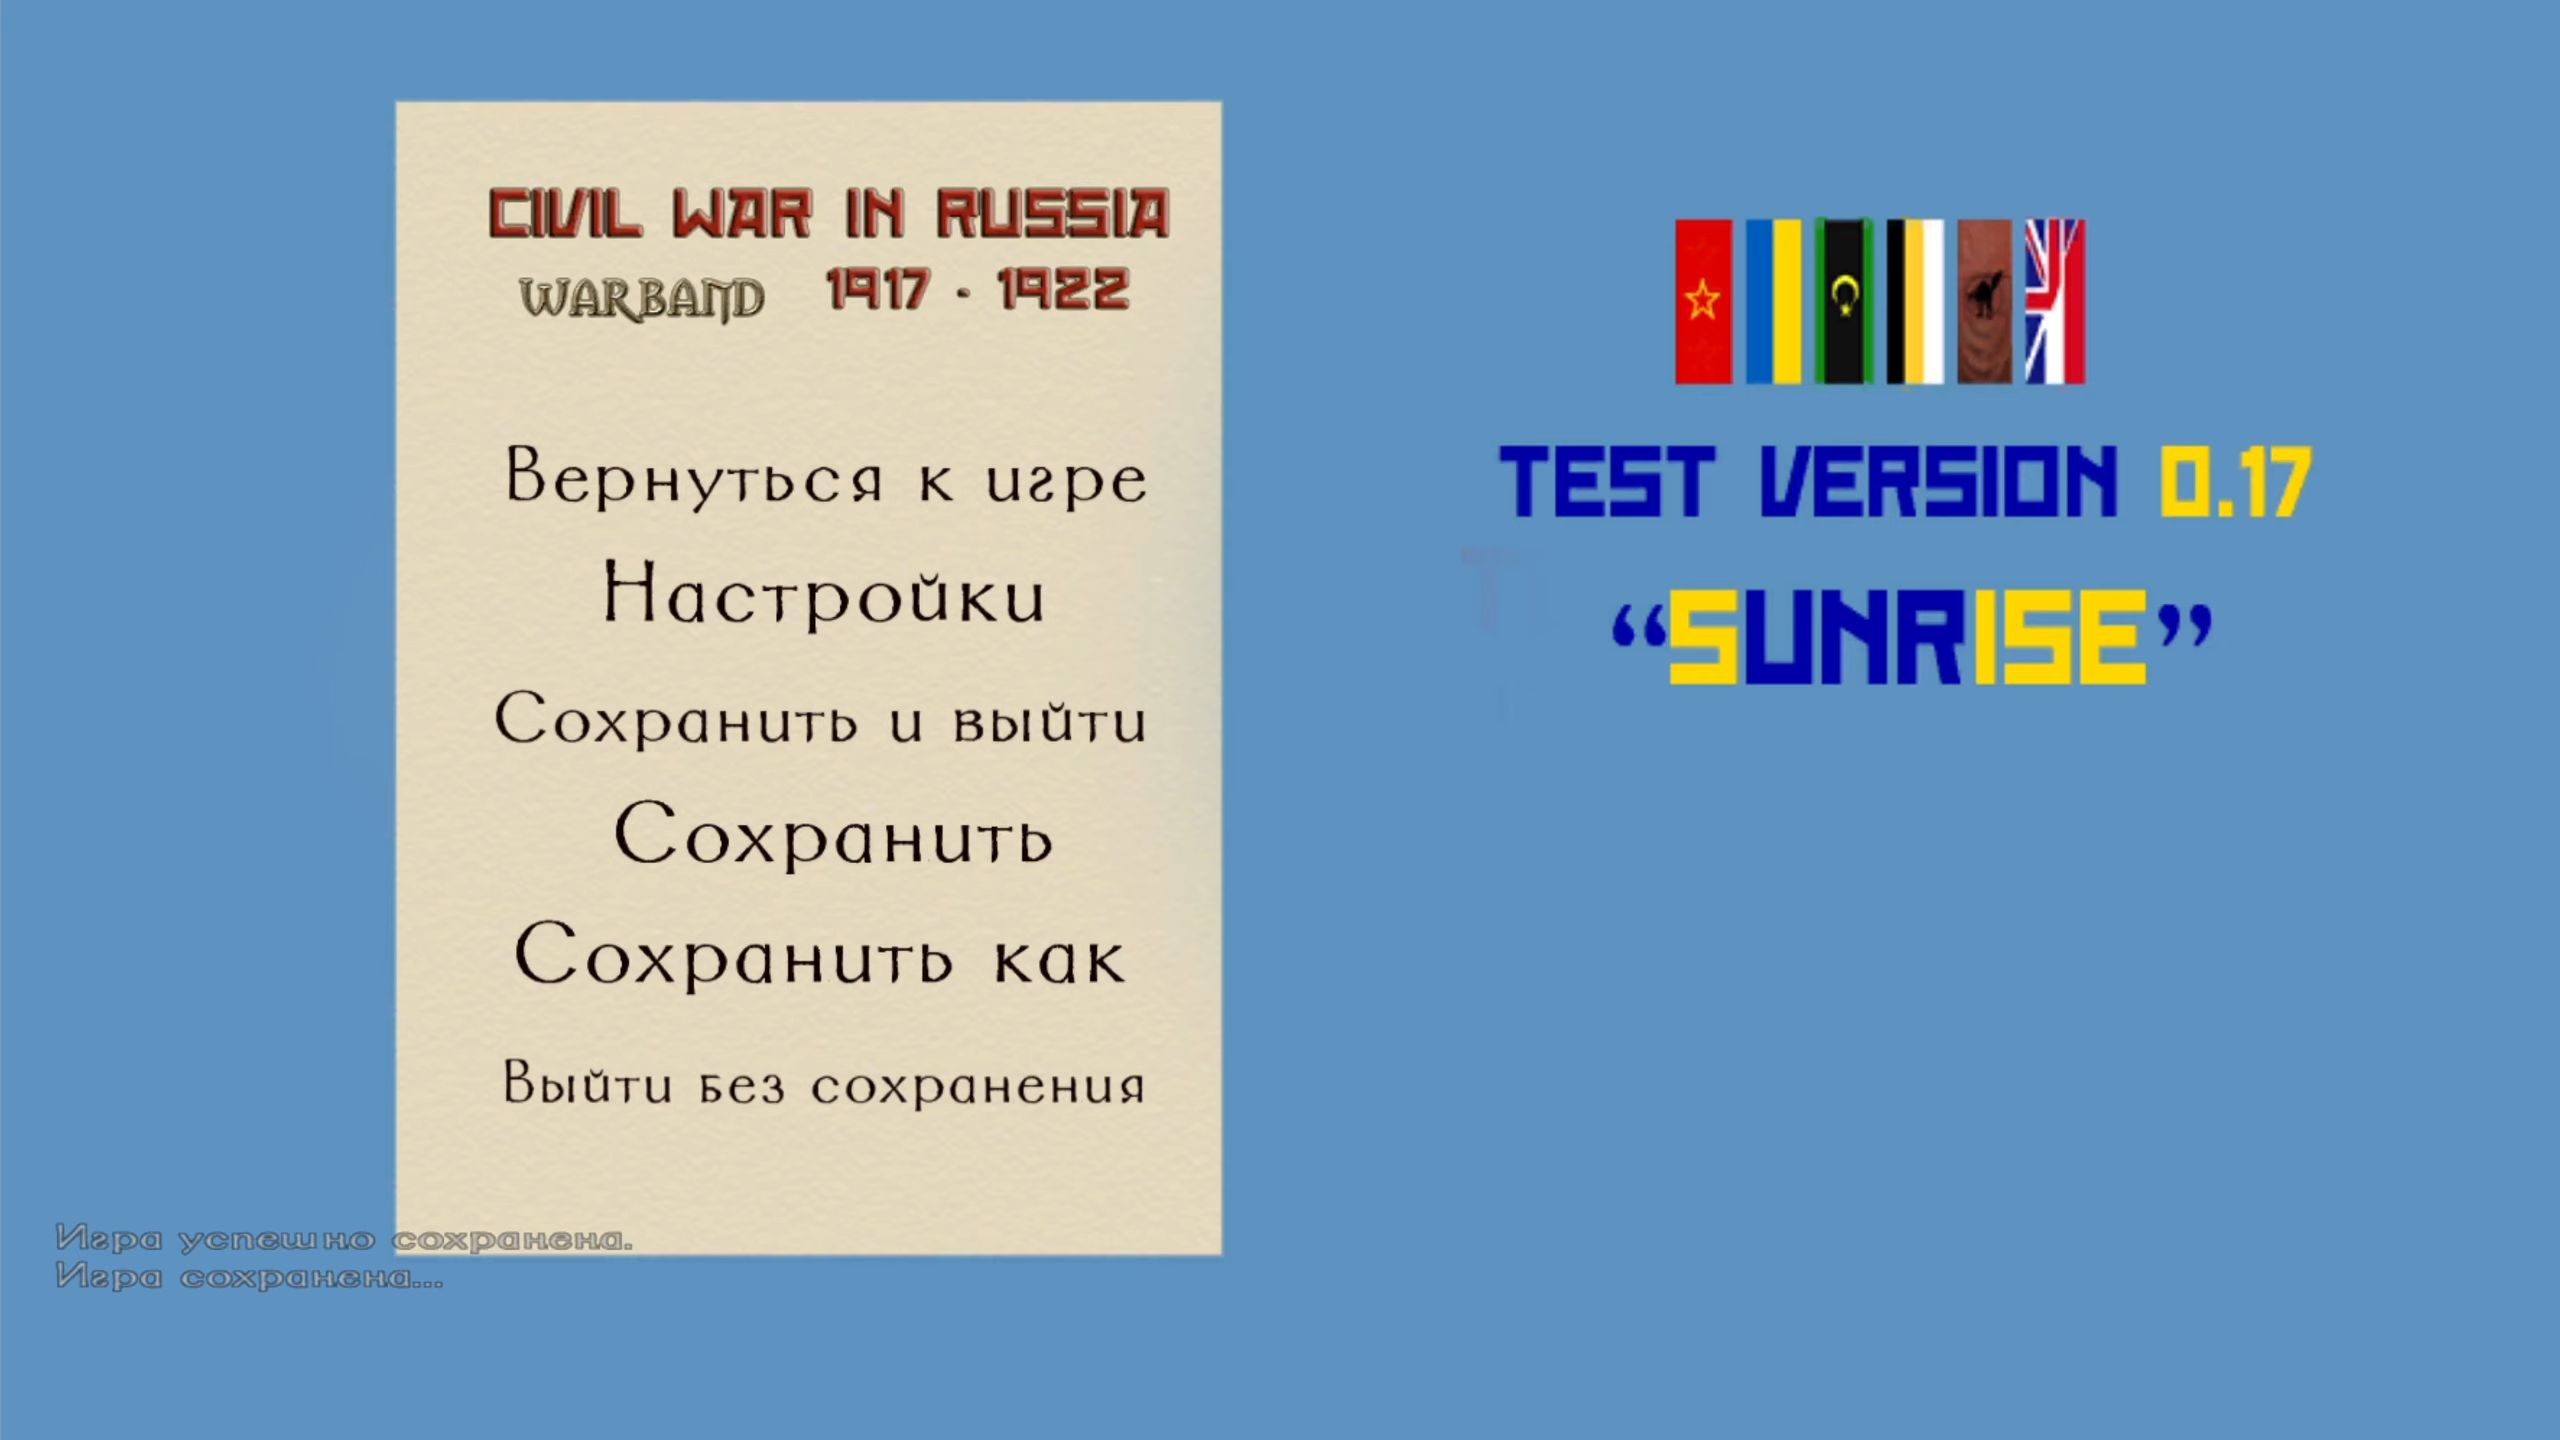 CIVIL WAR IN RUSSIA
WARBAND 1917 - 1922
Вернуться к игре
Настройки
Сохранить и выйти
Сохранить
Сохранить как
Выйти без сохранения
Игра успешно сохранена.
Игра сохранена...
TEST VERSION 0.17
“SUNRISE”